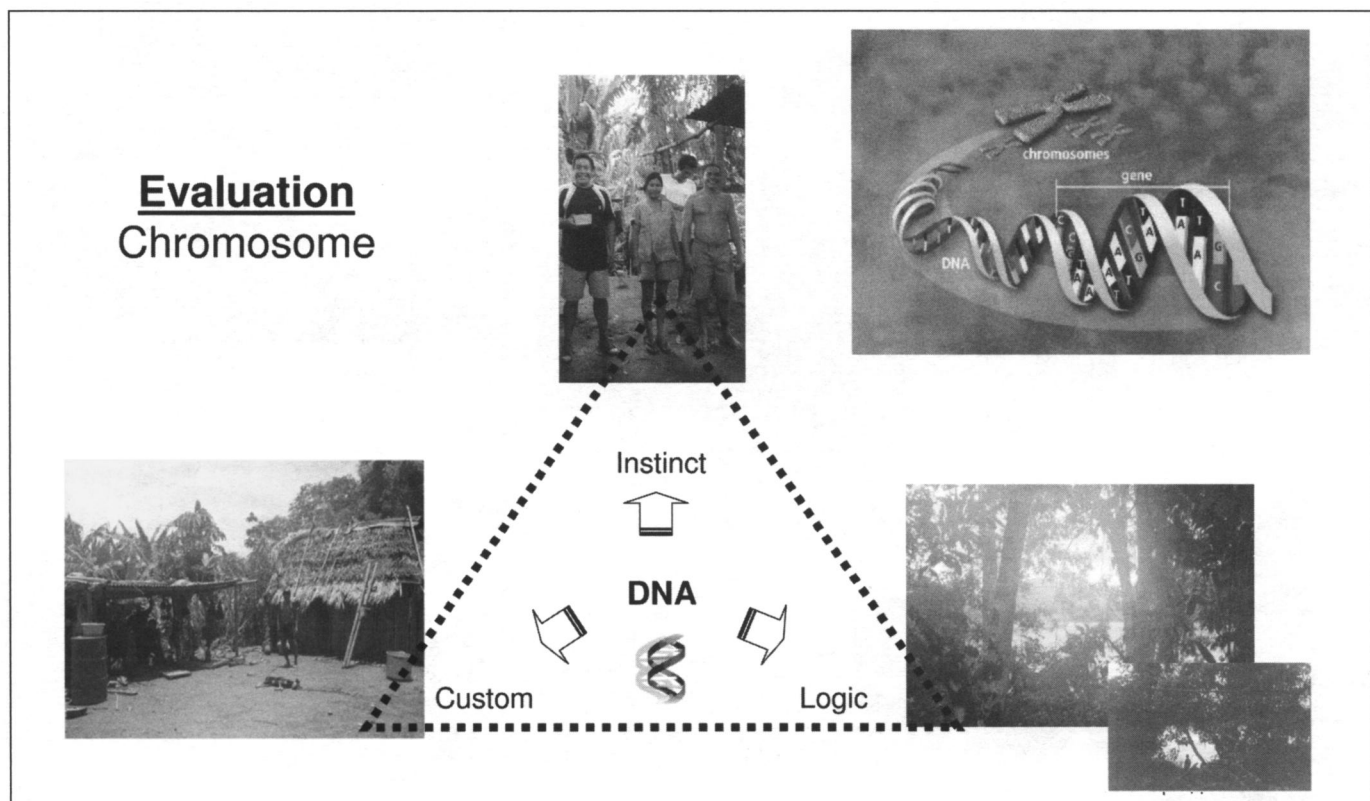 Evaluation
Chromosome
chromosomes
gene
DNA
C
C
G
T
A
A
C
A
T
G
T
A
A
T
A
T
G
C
Instinct
DNA
Custom
Logic